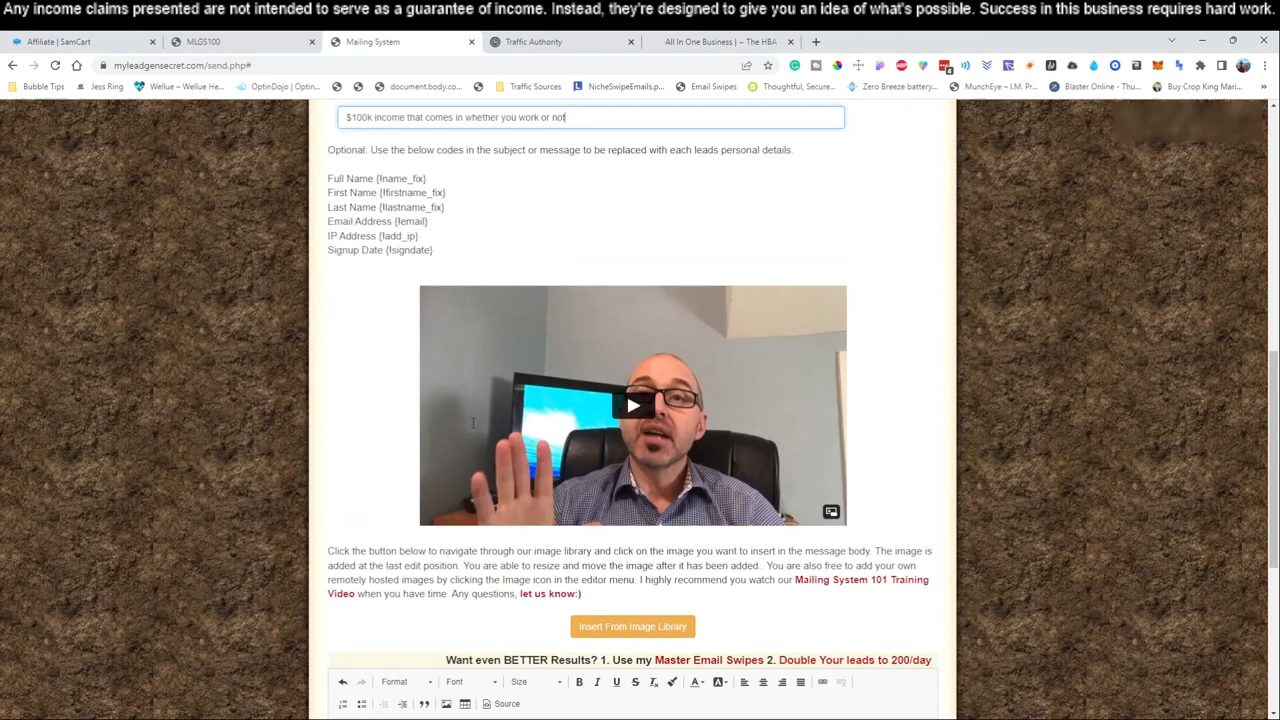 Any income claims presented are not intended to serve as a guarantee of income. Instead, they're designed to give you an idea of what's possible. Success in this business requires hard work.
Affiliate | SamCart
MLGS100
Mailing System
Traffic Authority
All In One Business | ~ The HBA
myleadgensecret.com/send.php#
Bubble Tips
Jess Ring
Wellue – Wellue He...
OptinDojo | Optin...
document.body.co...
Traffic Sources
NicheSwipeEmails.p...
Email Swipes
Thoughtful, Secure...
Zero Breeze battery...
MunchEye – I.M. Pr...
Blaster Online - The...
Buy Crop King Mari...
$100k income that comes in whether you work or not
Optional: Use the below codes in the subject or message to be replaced with each leads personal details.
Full Name {!name_fix}
First Name {!firstname_fix}
Last Name {!lastname_fix}
Email Address {!email}
IP Address {!add_ip}
Signup Date {!signdate}
Click the button below to navigate through our image library and click on the image you want to insert in the message body. The image is
added at the last edit position. You are able to resize and move the image after it has been added.. You are also free to add your own
remotely hosted images by clicking the Image icon in the editor menu. I highly recommend you watch our Mailing System 101 Training
Video when you have time. Any questions, let us know:)
Insert From Image Library
Want even BETTER Results? 1. Use my Master Email Swipes 2. Double Your leads to 200/day
Format
Font
Size
B I U S
Source